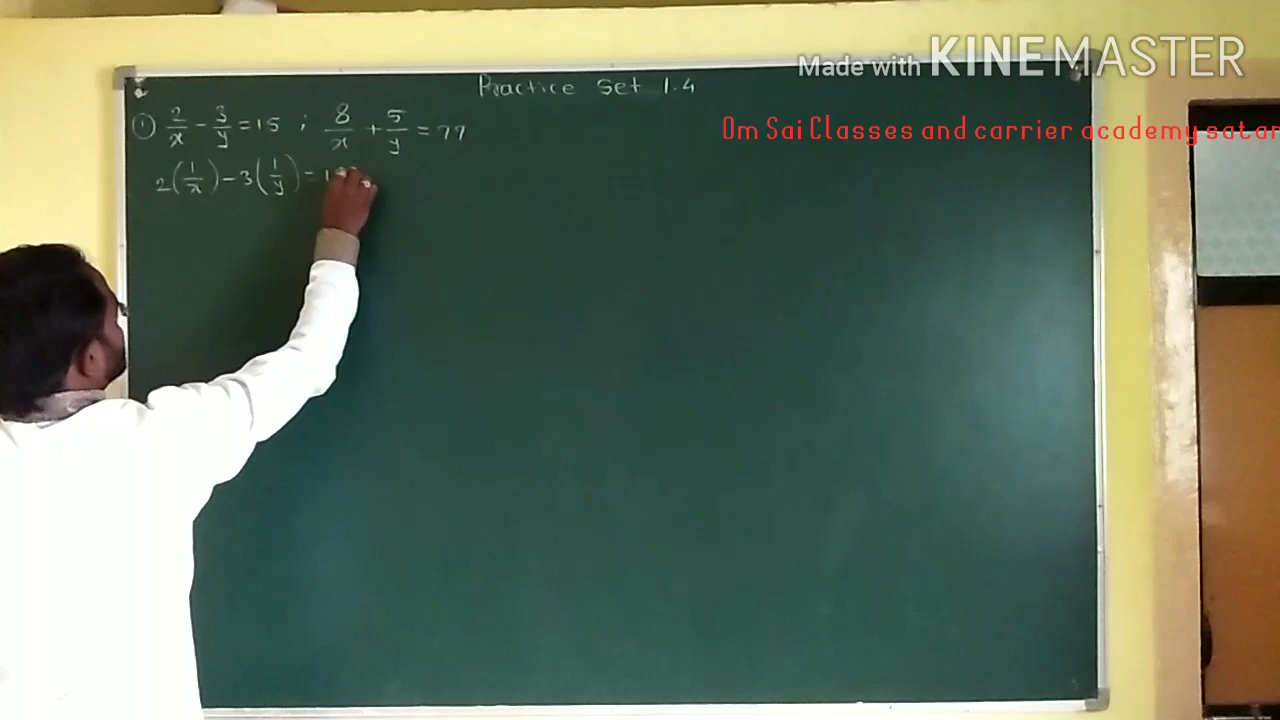 Made with KINEMASTER
Practice Set 1.4
Om Sai Classes and carrier academy satar
① 2/x - 3/y = 15 ; 8/x + 5/y = 77
2(1/x) - 3(1/y) =